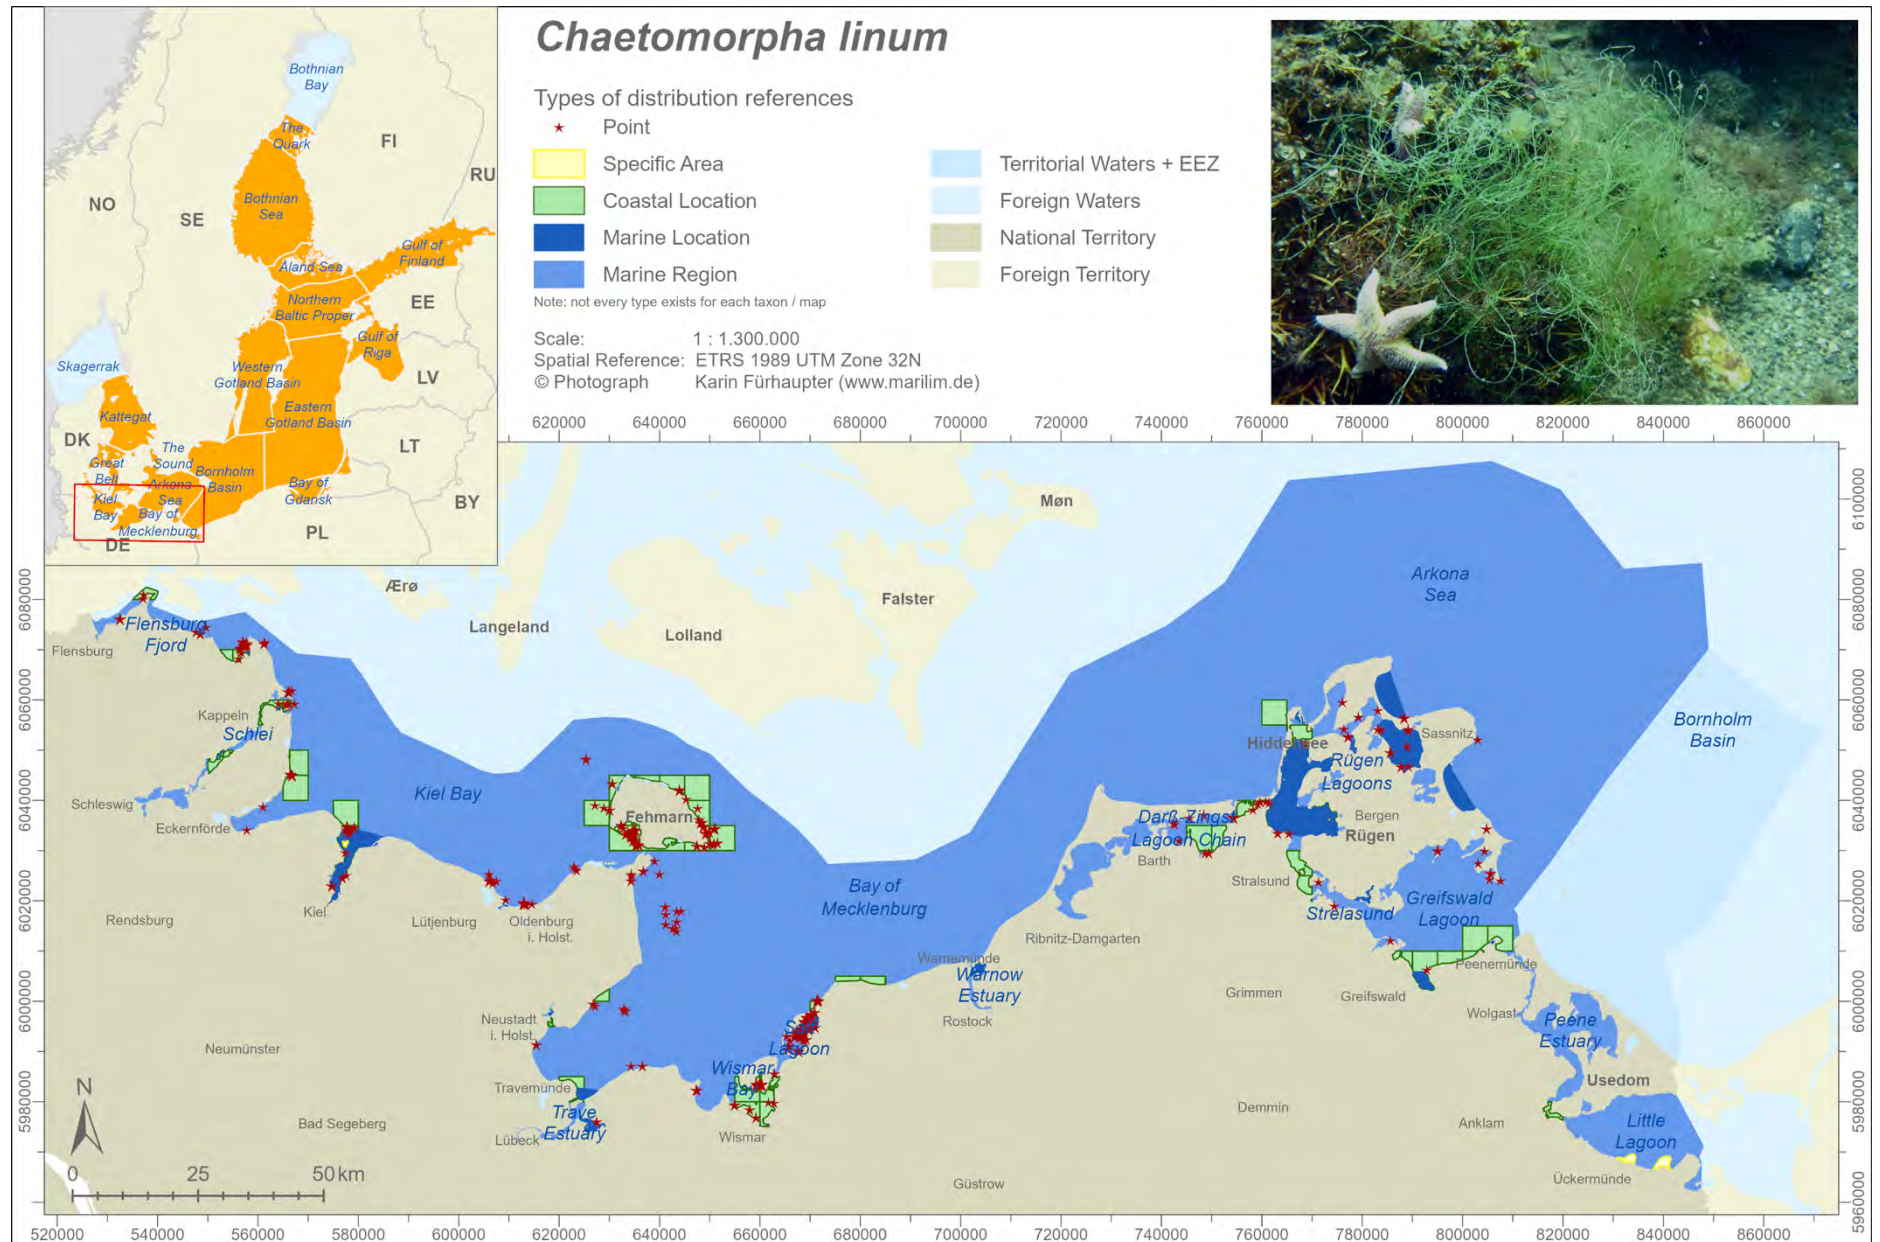 Chaetomorpha linum
Types of distribution references
Point
Specific Area
Coastal Location
Marine Location
Marine Region
Territorial Waters + EEZ
Foreign Waters
National Territory
Foreign Territory
Note: not every type exists for each taxon / map
Scale: 1 : 1.300.000
Spatial Reference: ETRS 1989 UTM Zone 32N
© Photograph Karin Fürhaupter (www.marilim.de)
Bothnian
Bay
The
Quark
FI
RU
NO
SE
Bothnian
Sea
Gulf of
Finland
Åland Sea
Northern
Baltic Proper
EE
Gulf of
Riga
Skagerrak
Western
Gotland Basin
LV
Eastern
Gotland Basin
Kattegat
DK
The
Sound
LT
Great
Belt
Bornholm
Basin
Arkona
Sea
Bay of
Gdansk
Kiel
Bay
Bay of
Mecklenburg
BY
PL
DE
620000 640000 660000 680000 700000 720000 740000 760000 780000 800000 820000 840000 860000
6100000
6080000
6060000
6040000
6020000
6000000
5980000
5960000
6080000
6060000
6040000
6020000
6000000
5980000
Møn
Ærø
Langeland
Lolland
Falster
Arkona
Sea
Flensburg
Fjord
Flensburg
Kappeln
Schlei
Schleswig
Eckernförde
Kiel Bay
Fehmarn
Hiddensee
Sassnitz
Rügen
Lagoons
Bergen
Rügen
Bornholm
Basin
Darß-Zingst
Lagoon Chain
Barth
Stralsund
Strelasund
Greifswald
Lagoon
Bay of
Mecklenburg
Rendsburg
Kiel
Lütjenburg
Oldenburg
i. Holst.
Ribnitz-Damgarten
Warnemünde
Warnow
Estuary
Rostock
Grimmen
Greifswald
Peenemünde
Wolgast
Peene
Estuary
Usedom
Neustadt
i. Holst.
Neumünster
Salt
Lagoon
Wismar
Bay
Travemünde
Trave
Estuary
Lübeck
Bad Segeberg
Wismar
Demmin
Anklam
Little
Lagoon
Ückermünde
Güstrow
N
0 25 50 km
520000 540000 560000 580000 600000 620000 640000 660000 680000 700000 720000 740000 760000 780000 800000 820000 840000 860000